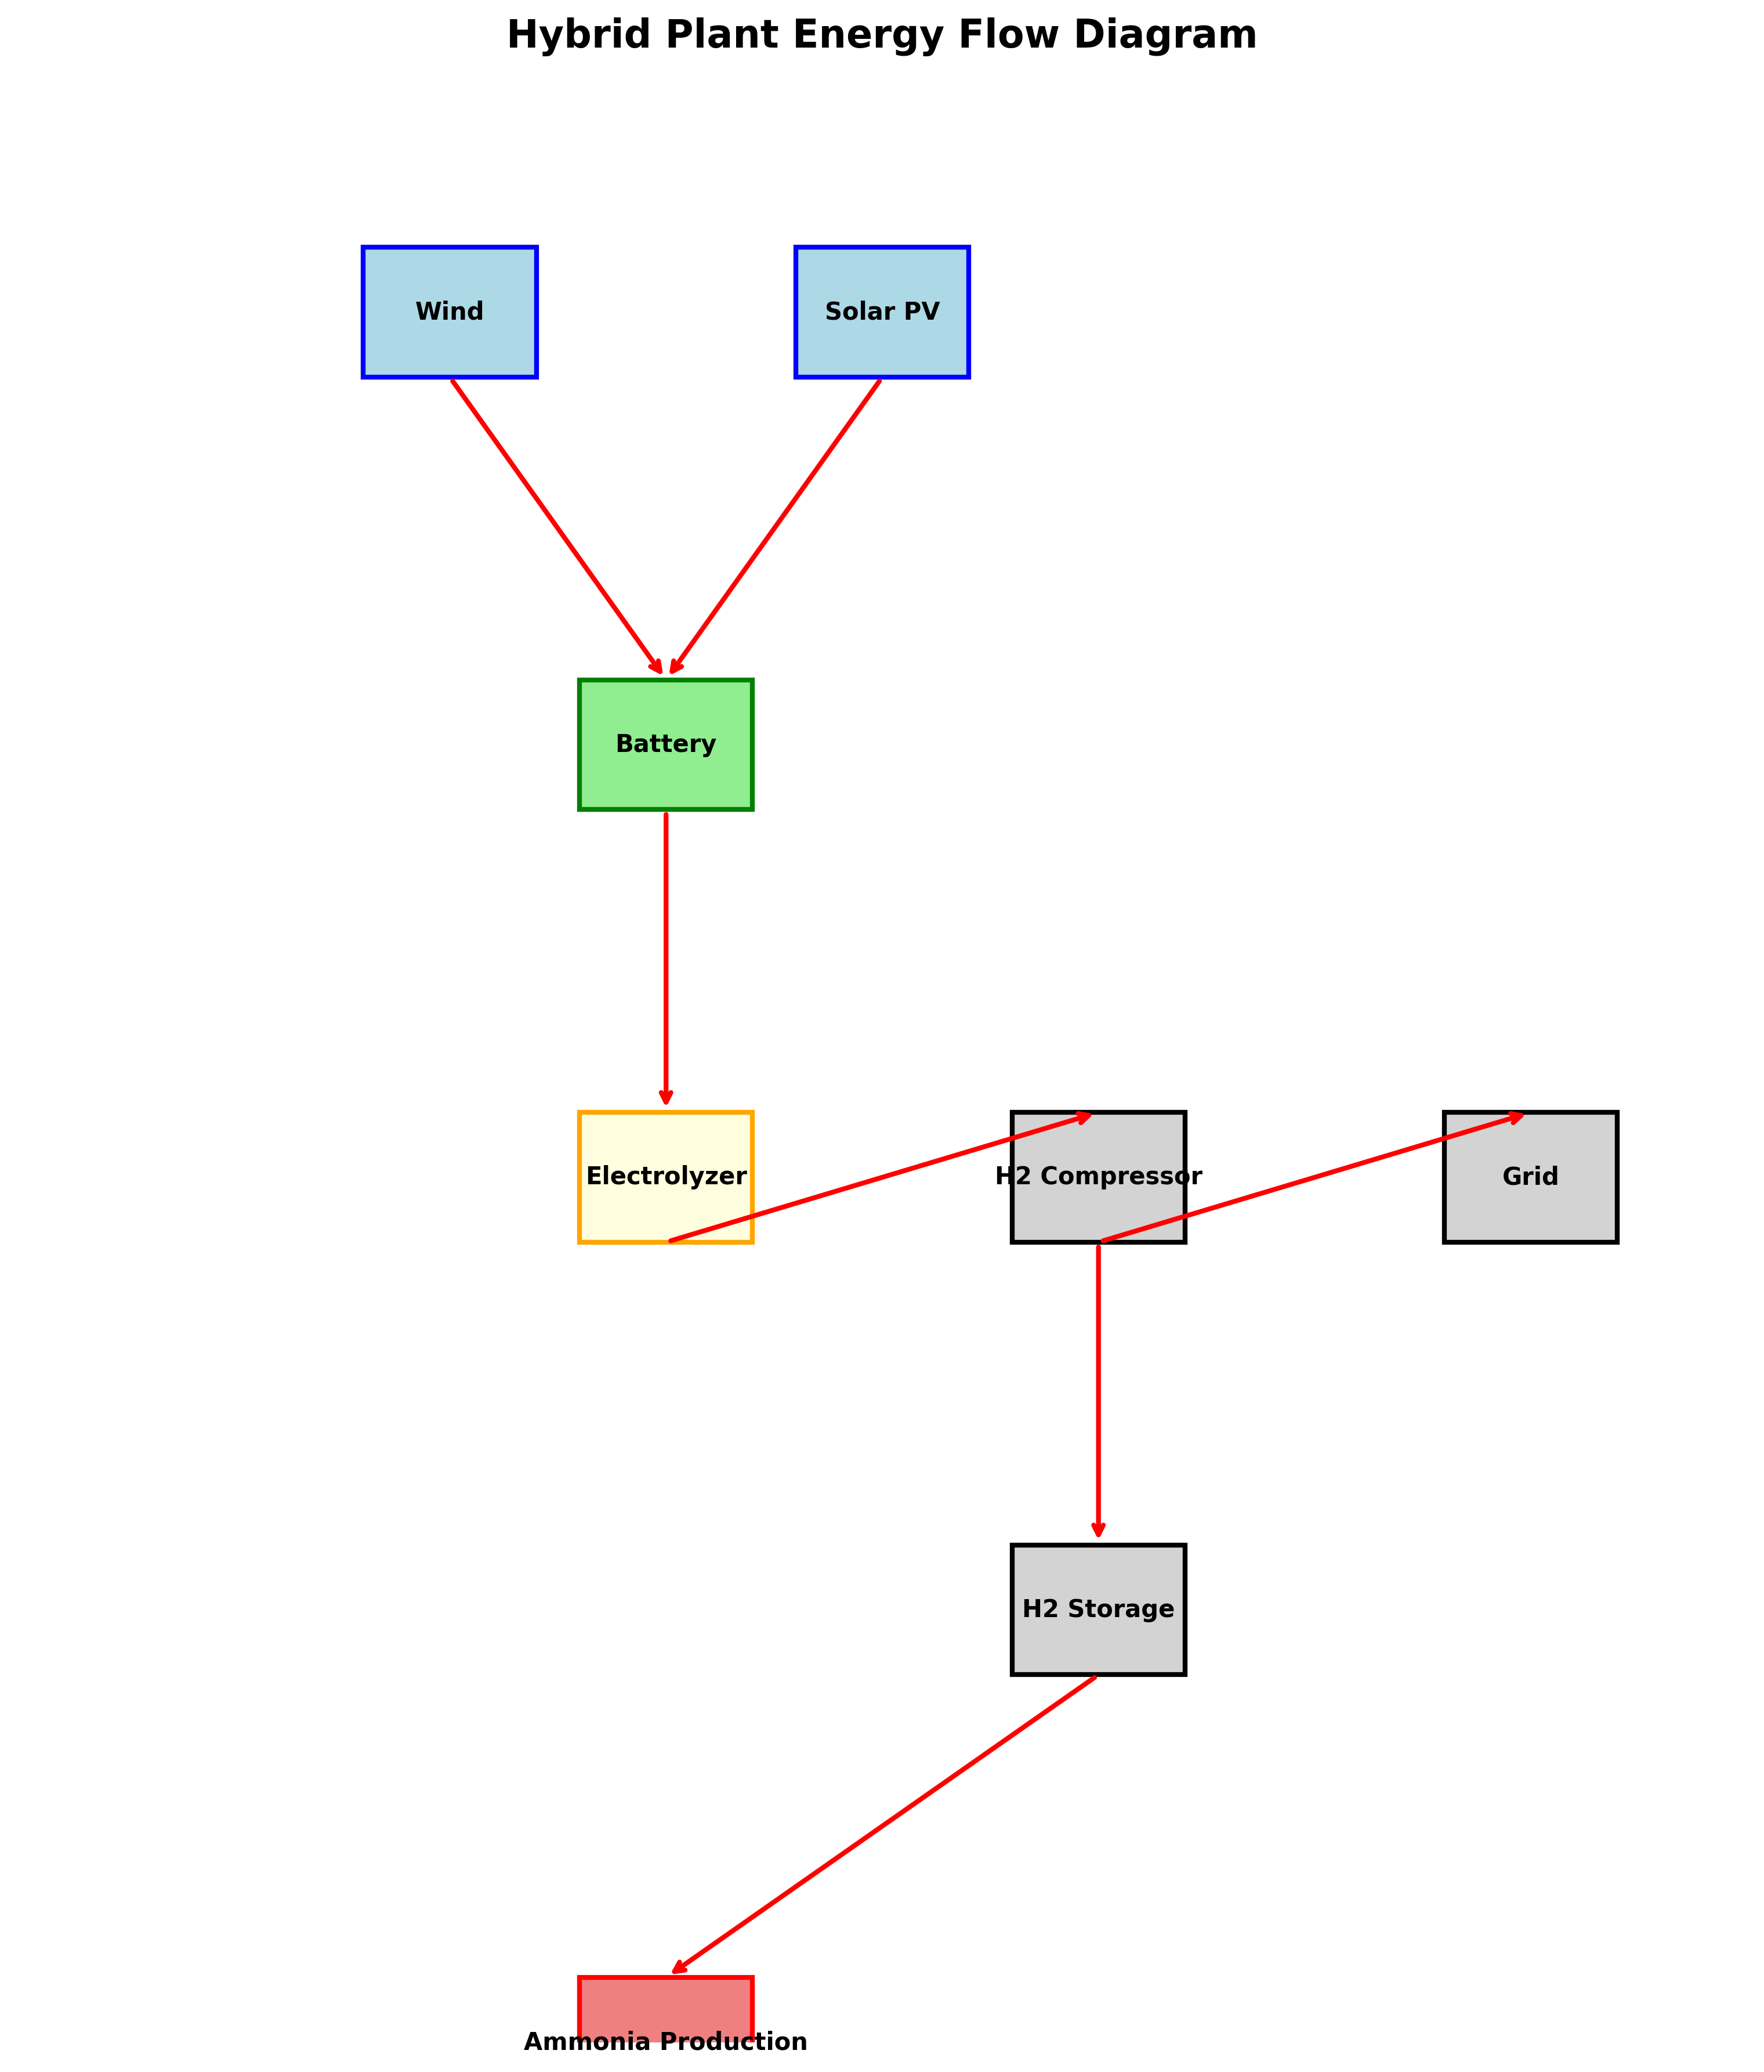 Hybrid Plant Energy Flow Diagram
Wind
Solar PV
Battery
Electrolyzer
H2 Compressor
Grid
H2 Storage
Ammonia Production